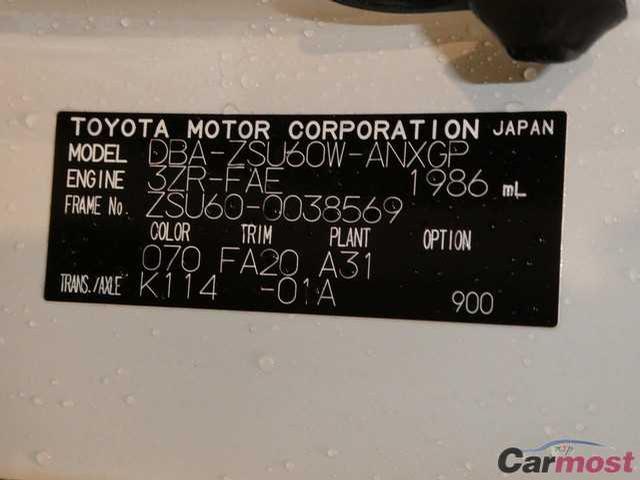 TOYOTA MOTOR CORPORATION JAPAN
MODEL DBA-ZSU60W-ANXGP
ENGINE 3ZR-FAE 1986 mL
FRAME No. ZSU60-0038569
COLOR TRIM PLANT OPTION
070 FA20 A31
TRANS./AXLE K114 -01A 900
Carmost